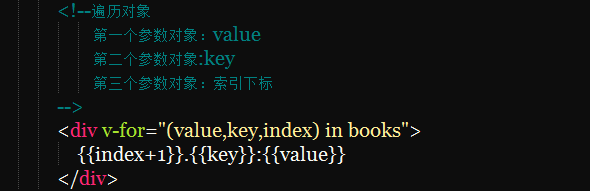 <!--遍历对象
第一个参数对象：value
第二个参数对象:key
第三个参数对象：索引下标
-->
<div v-for="(value,key,index) in books">
{{index+1}}.{{key}}:{{value}}
</div>